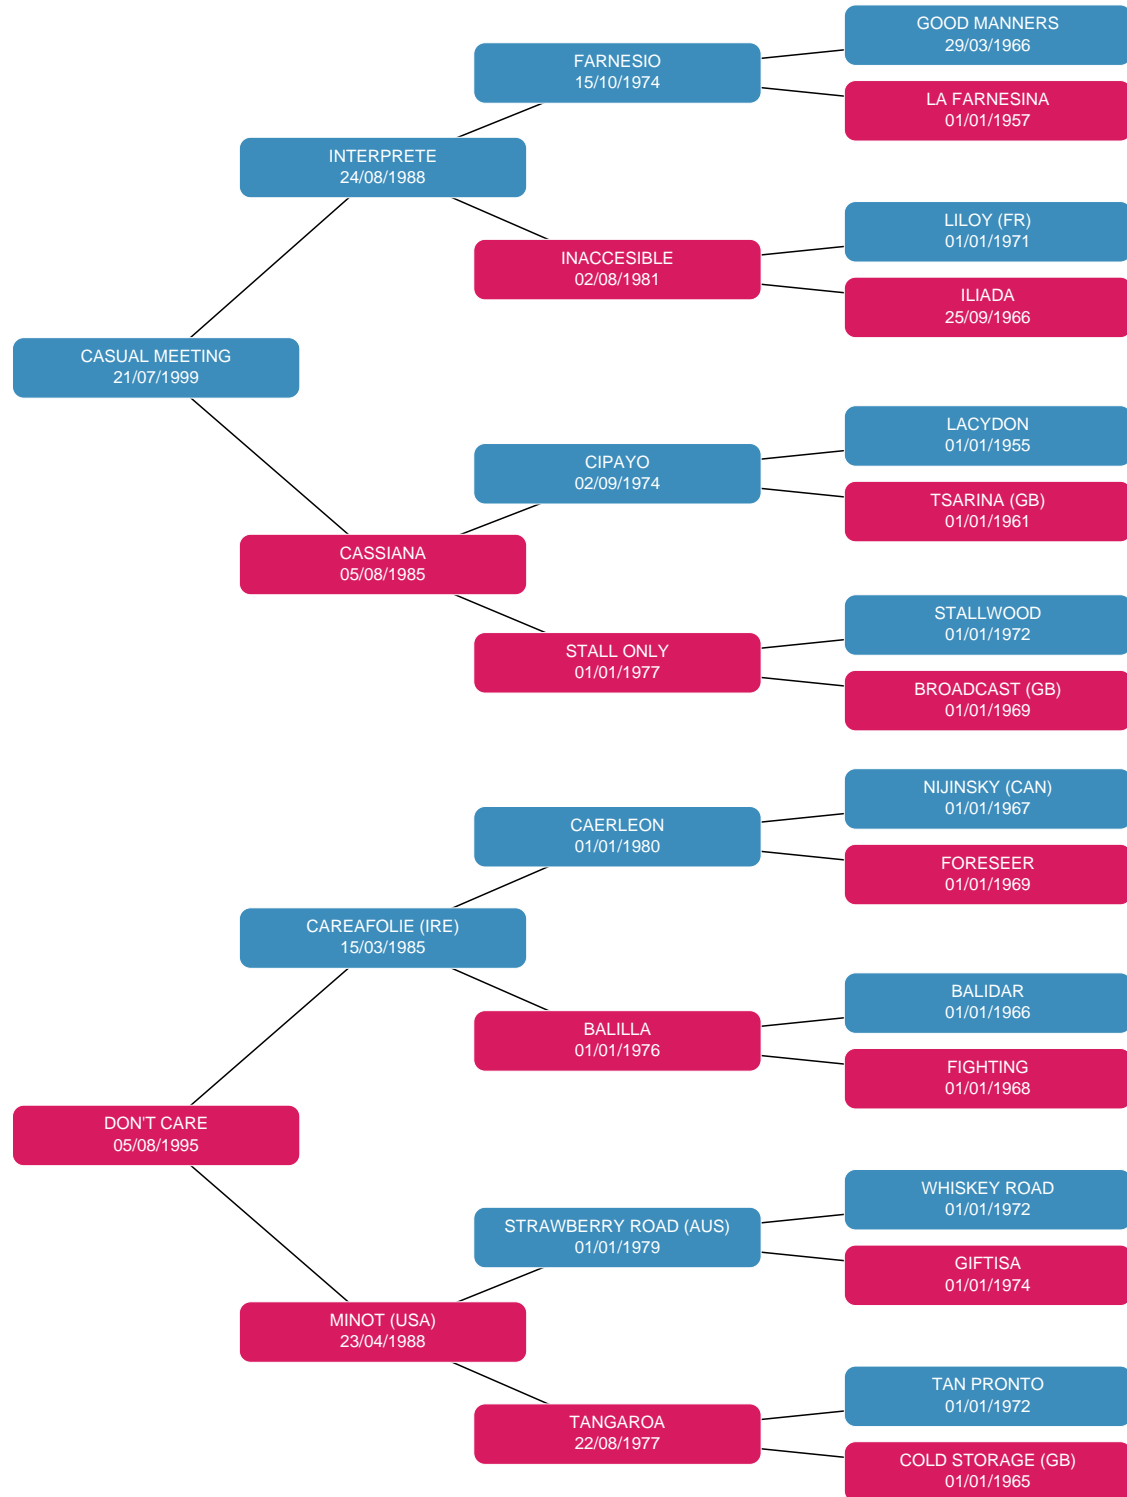 GOOD MANNERS
29/03/1966
FARNESIO
15/10/1974
LA FARNESINA
01/01/1957
INTERPRETE
24/08/1988
LILOY (FR)
01/01/1971
INACCESIBLE
02/08/1981
ILIADA
25/09/1966
CASUAL MEETING
21/07/1999
LACYDON
01/01/1955
CIPAYO
02/09/1974
TSARINA (GB)
01/01/1961
CASSIANA
05/08/1985
STALLWOOD
01/01/1972
STALL ONLY
01/01/1977
BROADCAST (GB)
01/01/1969
NIJINSKY (CAN)
01/01/1967
CAERLEON
01/01/1980
FORESEER
01/01/1969
CAREAFOLIE (IRE)
15/03/1985
BALIDAR
01/01/1966
BALILLA
01/01/1976
FIGHTING
01/01/1968
DON'T CARE
05/08/1995
WHISKEY ROAD
01/01/1972
STRAWBERRY ROAD (AUS)
01/01/1979
GIFTISA
01/01/1974
MINOT (USA)
23/04/1988
TAN PRONTO
01/01/1972
TANGAROA
22/08/1977
COLD STORAGE (GB)
01/01/1965